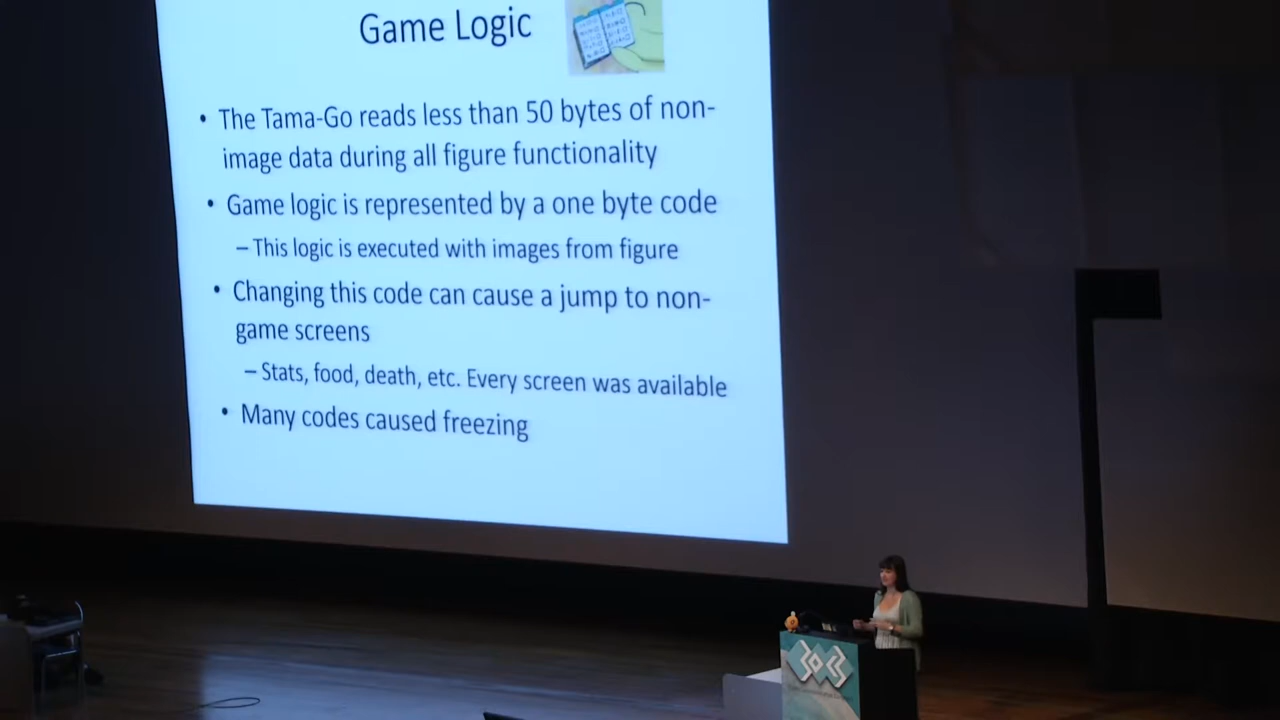 Game Logic
• The Tama-Go reads less than 50 bytes of non-
image data during all figure functionality
• Game logic is represented by a one byte code
– This logic is executed with images from figure
• Changing this code can cause a jump to non-
game screens
– Stats, food, death, etc. Every screen was available
• Many codes caused freezing